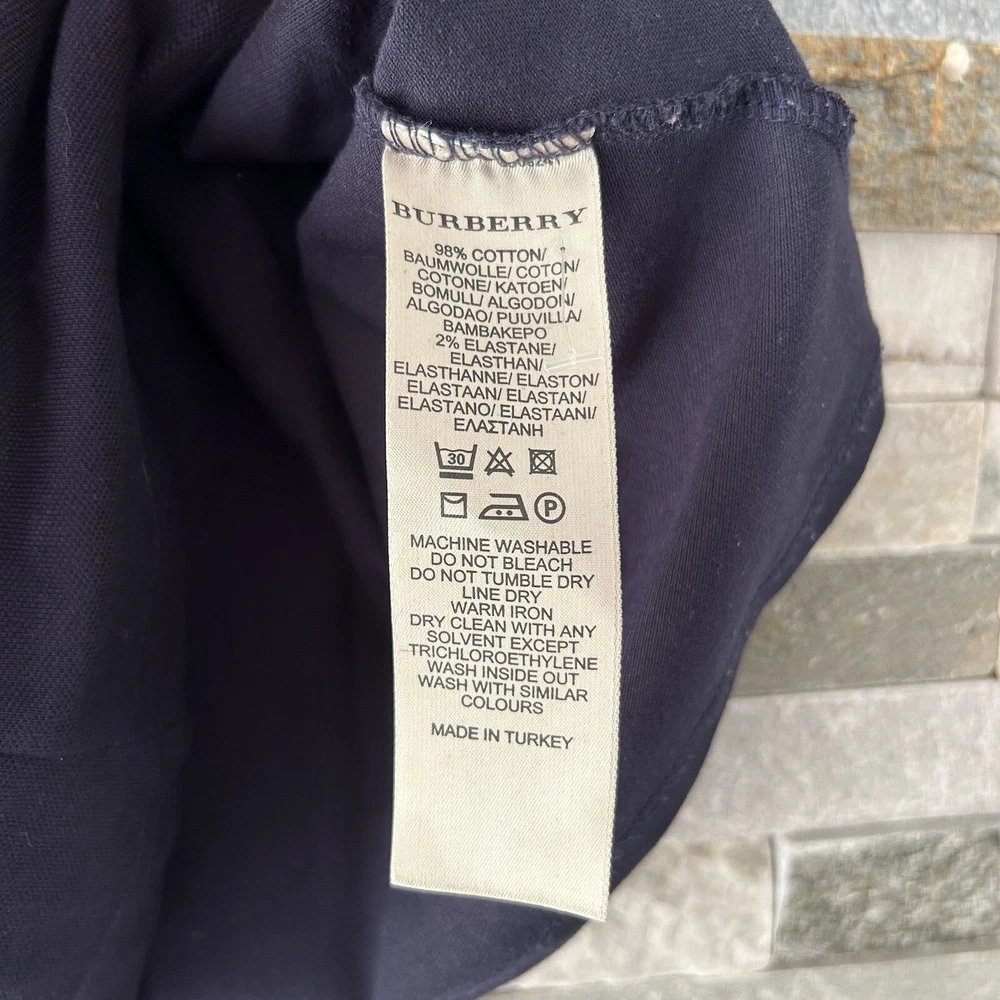 BURBERRY
98% COTTON/
BAUMWOLLE/ COTON/
COTONE/ KATOEN/
BOMULL/ ALGODON/
ALGODAO/ PUUVILLA/
ΒΑΜΒΑΚΕΡΟ
2% ELASTANE/
ELASTHAN/
ELASTHANNE/ ELASTON/
ELASTAAN/ ELASTAN/
ELASTANO/ ELASTAANI/
ΕΛΑΣΤΑΝΗ
30
P
MACHINE WASHABLE
DO NOT BLEACH
DO NOT TUMBLE DRY
LINE DRY
WARM IRON
DRY CLEAN WITH ANY
SOLVENT EXCEPT
TRICHLOROETHYLENE
WASH INSIDE OUT
WASH WITH SIMILAR
COLOURS
MADE IN TURKEY